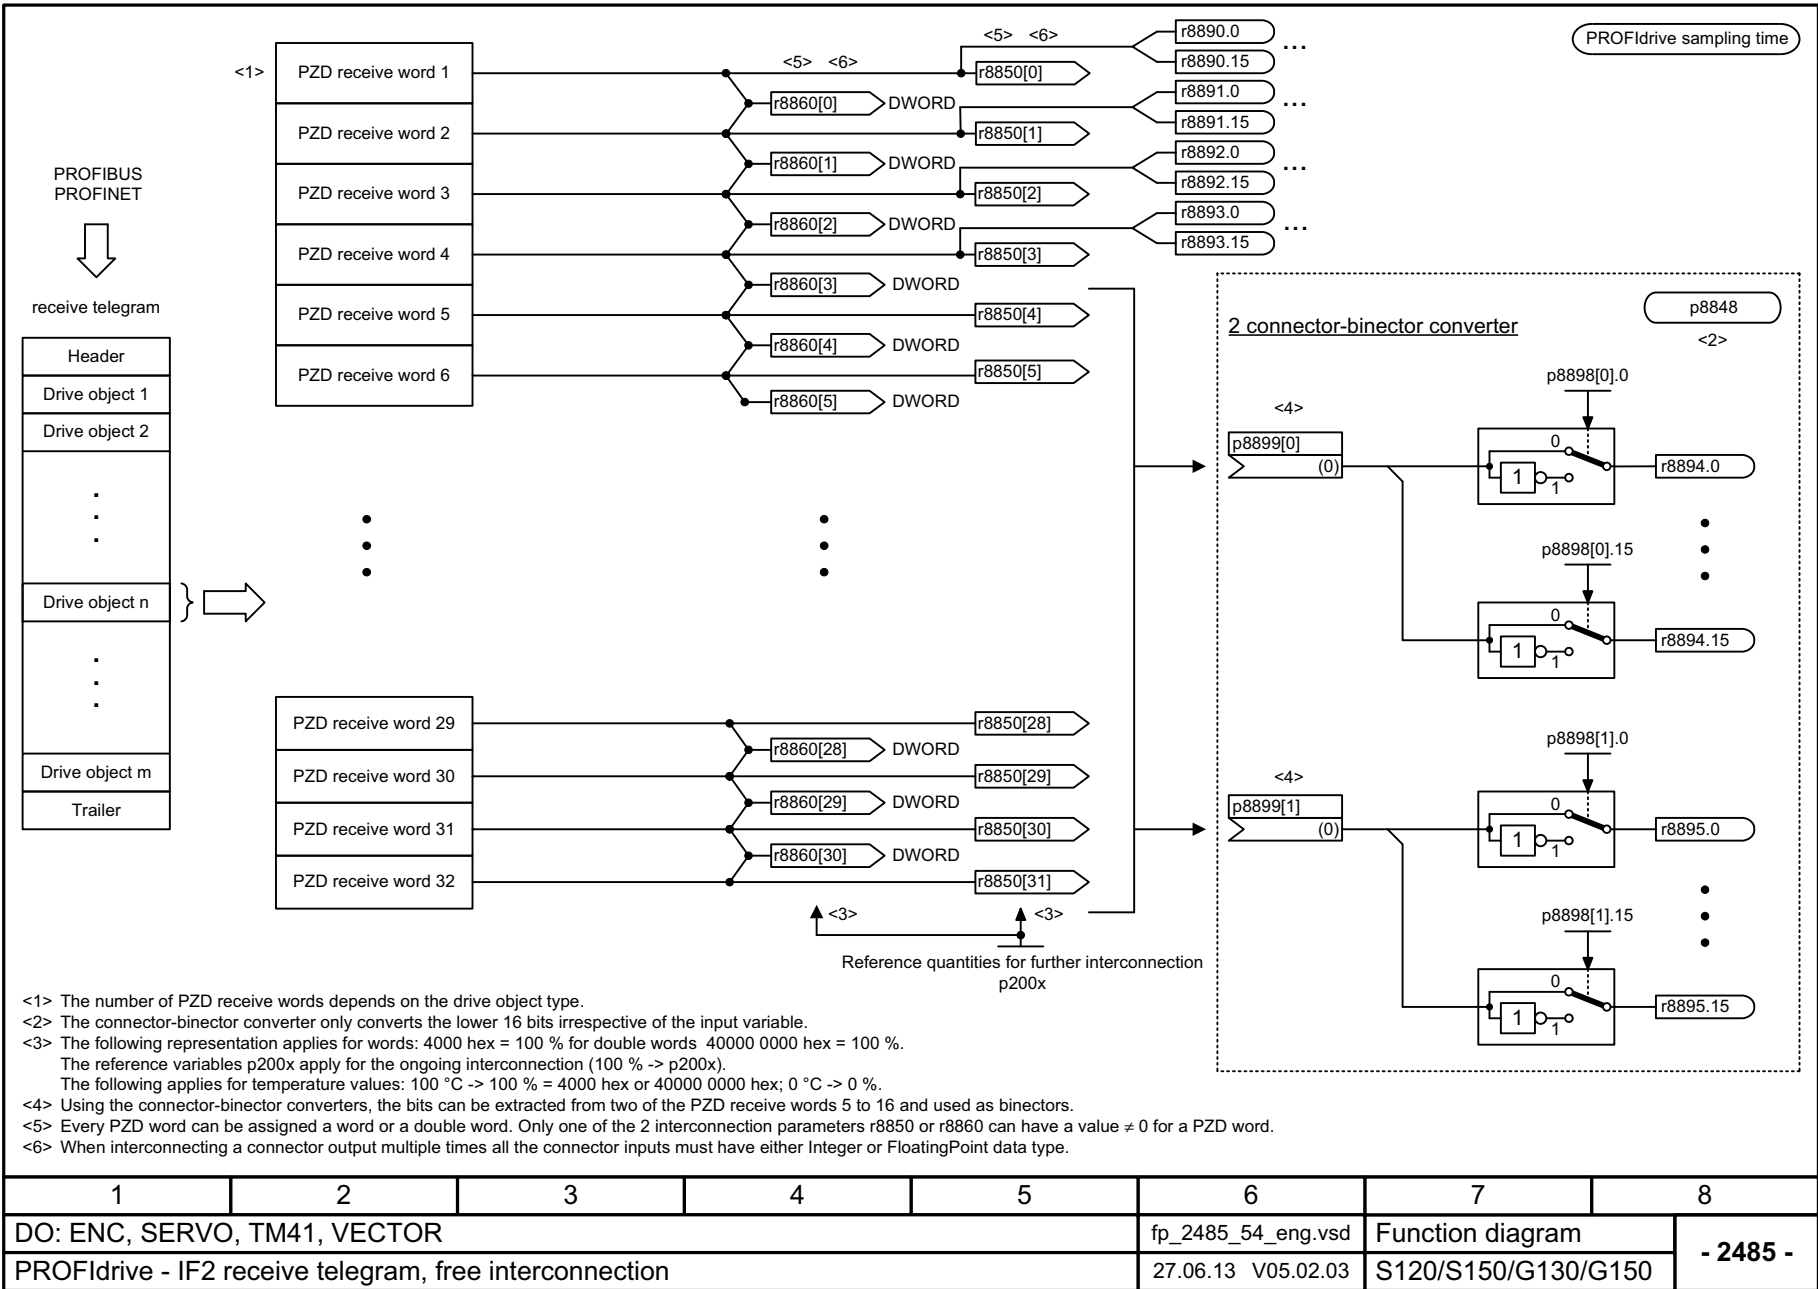 PROFIdrive sampling time
<1>
PZD receive word 1
PZD receive word 2
PZD receive word 3
PZD receive word 4
PZD receive word 5
PZD receive word 6
<5> <6>
<5> <6>
r8860[0] DWORD
r8860[1] DWORD
r8860[2] DWORD
r8860[3] DWORD
r8860[4] DWORD
r8860[5] DWORD
r8850[0]
r8850[1]
r8850[2]
r8850[3]
r8850[4]
r8850[5]
r8890.0
...
r8890.15
r8891.0
...
r8891.15
r8892.0
...
r8892.15
r8893.0
...
r8893.15
PROFIBUS
PROFINET
receive telegram
Header
Drive object 1
Drive object 2
Drive object n
Drive object m
Trailer
PZD receive word 29
PZD receive word 30
PZD receive word 31
PZD receive word 32
r8860[28] DWORD
r8860[29] DWORD
r8860[30] DWORD
r8850[28]
r8850[29]
r8850[30]
r8850[31]
<3>
<3>
Reference quantities for further interconnection
p200x
2 connector-binector converter
p8848
<2>
<4>
p8899[0]
(0)
p8898[0].0
0
1
1
r8894.0
p8898[0].15
0
1
1
r8894.15
<4>
p8899[1]
(0)
p8898[1].0
0
1
1
r8895.0
p8898[1].15
0
1
1
r8895.15
<1> The number of PZD receive words depends on the drive object type.
<2> The connector-binector converter only converts the lower 16 bits irrespective of the input variable.
<3> The following representation applies for words: 4000 hex = 100 % for double words 40000 0000 hex = 100 %.
The reference variables p200x apply for the ongoing interconnection (100 % -> p200x).
The following applies for temperature values: 100 °C -> 100 % = 4000 hex or 40000 0000 hex; 0 °C -> 0 %.
<4> Using the connector-binector converters, the bits can be extracted from two of the PZD receive words 5 to 16 and used as binectors.
<5> Every PZD word can be assigned a word or a double word. Only one of the 2 interconnection parameters r8850 or r8860 can have a value ≠ 0 for a PZD word.
<6> When interconnecting a connector output multiple times all the connector inputs must have either Integer or FloatingPoint data type.
1 2 3 4 5 6 7 8
DO: ENC, SERVO, TM41, VECTOR
fp_2485_54_eng.vsd
Function diagram
- 2485 -
PROFIdrive - IF2 receive telegram, free interconnection
27.06.13 V05.02.03
S120/S150/G130/G150